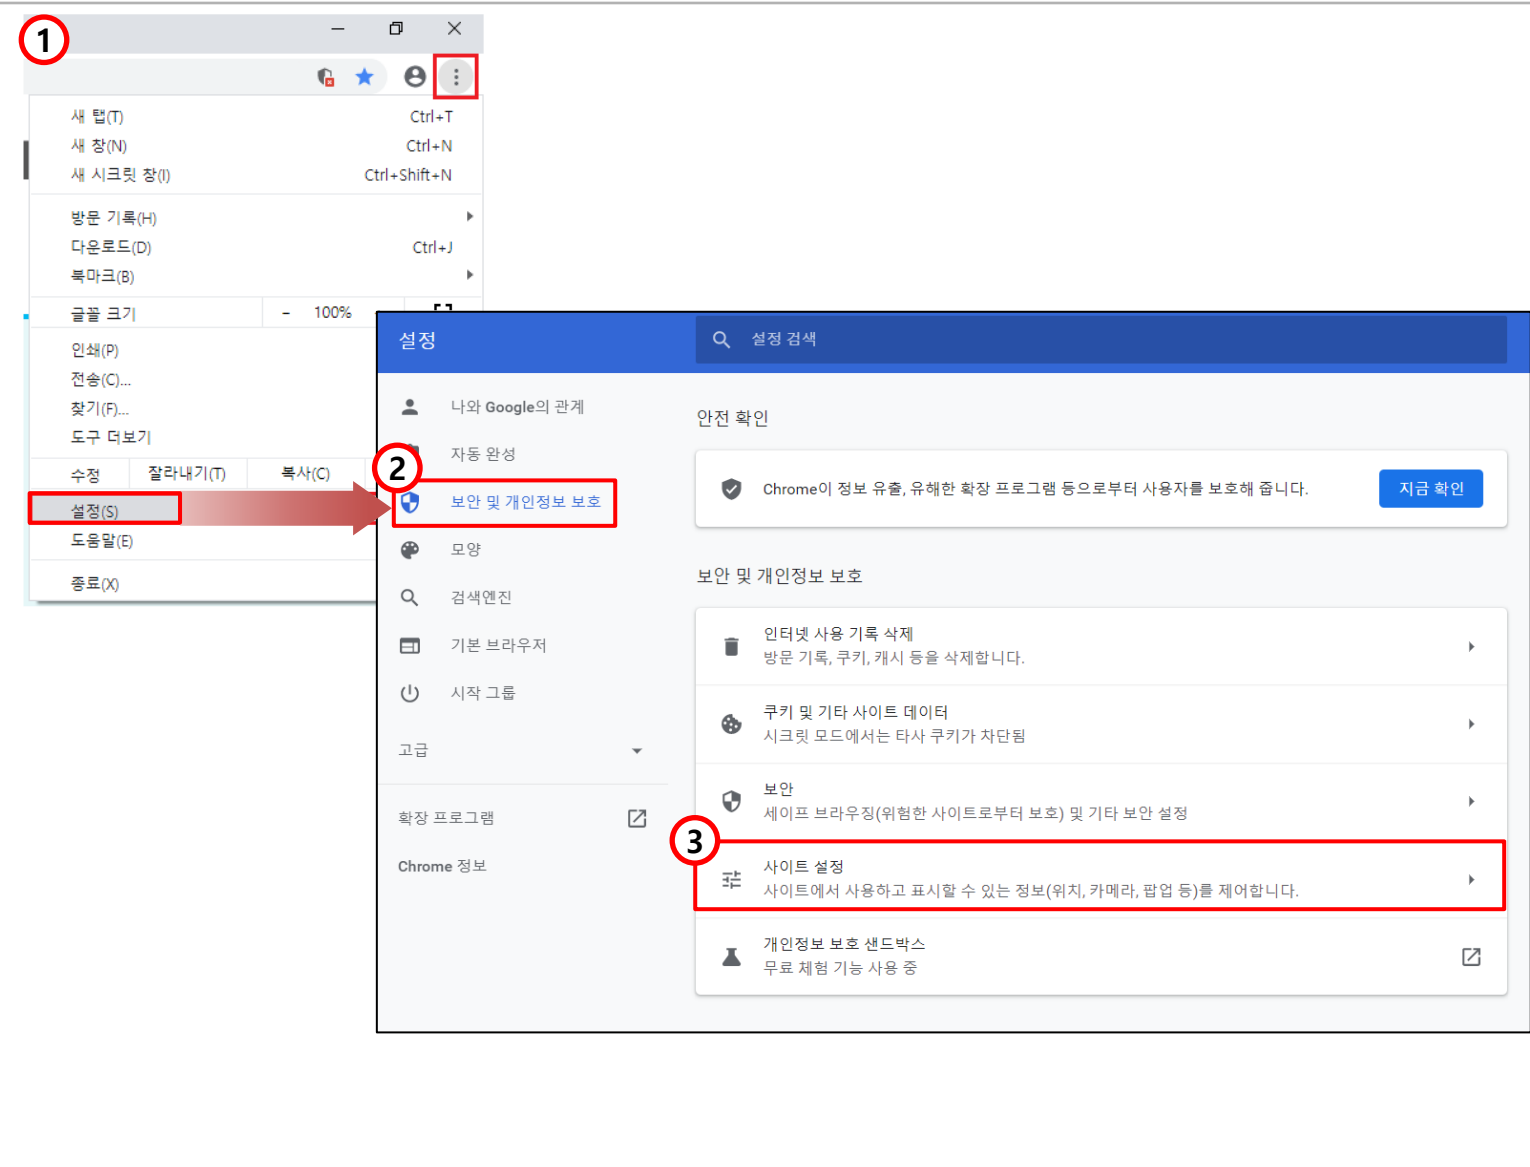 1
새 탭(T) Ctrl+T
새 창(N) Ctrl+N
새 시크릿 창(I) Ctrl+Shift+N
방문 기록(H)
다운로드(D) Ctrl+J
북마크(B)
글꼴 크기 - 100%
인쇄(P)
전송(C)...
찾기(F)...
도구 더보기
수정 잘라내기(T) 복사(C)
설정(S)
도움말(E)
종료(X)
설정
설정 검색
나와 Google의 관계
자동 완성
2
보안 및 개인정보 보호
모양
검색엔진
기본 브라우저
시작 그룹
고급
확장 프로그램
Chrome 정보
안전 확인
Chrome이 정보 유출, 유해한 확장 프로그램 등으로부터 사용자를 보호해 줍니다.
지금 확인
보안 및 개인정보 보호
인터넷 사용 기록 삭제
방문 기록, 쿠키, 캐시 등을 삭제합니다.
쿠키 및 기타 사이트 데이터
시크릿 모드에서는 타사 쿠키가 차단됨
보안
세이프 브라우징(위험한 사이트로부터 보호) 및 기타 보안 설정
3
사이트 설정
사이트에서 사용하고 표시할 수 있는 정보(위치, 카메라, 팝업 등)를 제어합니다.
개인정보 보호 샌드박스
무료 체험 기능 사용 중